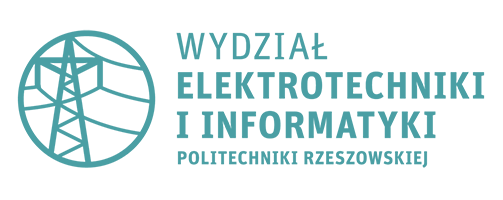 WYDZIAŁ
ELEKTROTECHNIKI
I INFORMATYKI
POLITECHNIKI RZESZOWSKIEJ